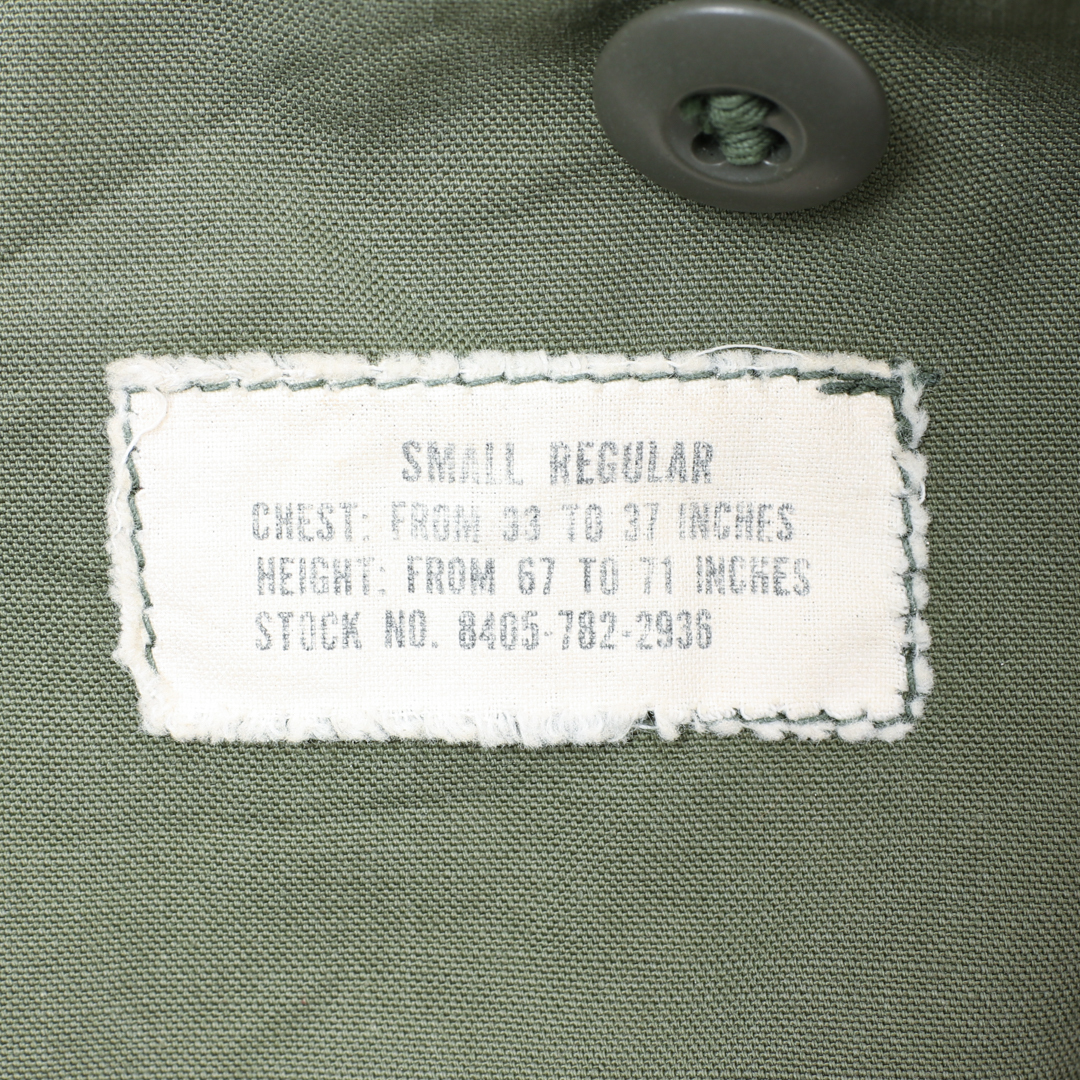 SMALL REGULAR
CHEST: FROM 33 TO 37 INCHES
HEIGHT: FROM 67 TO 71 INCHES
STOCK NO. 8405-782-2936